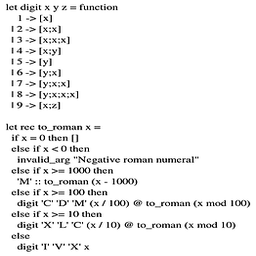 let digit x y z = function
1 -> [x]
| 2 -> [x;x]
| 3 -> [x;x;x]
| 4 -> [x;y]
| 5 -> [y]
| 6 -> [y;x]
| 7 -> [y;x;x]
| 8 -> [y;x;x;x]
| 9 -> [x;z]
let rec to_roman x =
if x = 0 then []
else if x < 0 then
invalid_arg "Negative roman numeral"
else if x >= 1000 then
'M' :: to_roman (x - 1000)
else if x >= 100 then
digit 'C' 'D' 'M' (x / 100) @ to_roman (x mod 100)
else if x >= 10 then
digit 'X' 'L' 'C' (x / 10) @ to_roman (x mod 10)
else
digit 'I' 'V' 'X' x